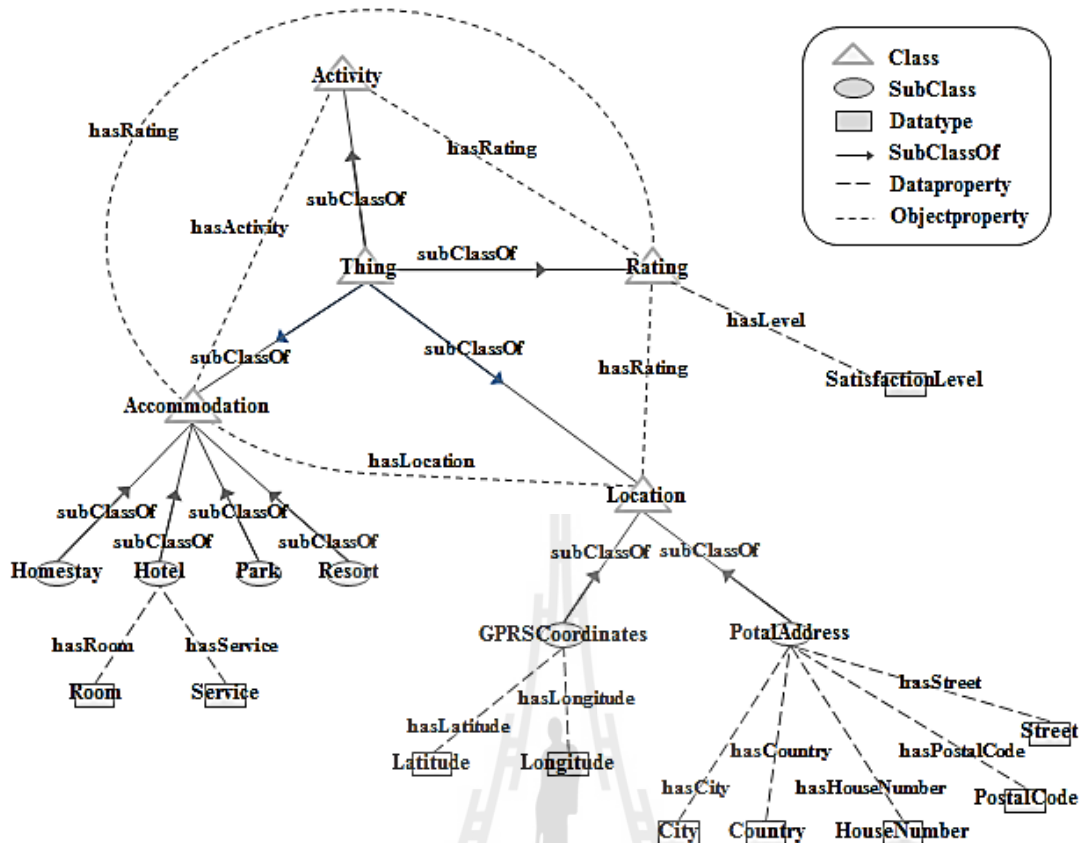 Activity
Class
SubClass
Datatype
SubClassOf
Dataproperty
Objectproperty
hasRating
hasRating
subClassOf
hasActivity
subClassOf
Thing
Rating
hasLevel
subClassOf
subClassOf
hasRating
SatisfactionLevel
Accommodation
hasLocation
Location
subClassOf
subClassOf
subClassOf
subClassOf
subClassOf
subClassOf
Homestay
Hotel
Park
Resort
GPRSCoordinates
PotalAddress
hasRoom
hasService
hasStreet
Room
Service
hasLongitude
hasLatitude
Street
hasCountry
hasPostalCode
Latitude
Longitude
hasCity
hasHouseNumber
PostalCode
City
Country
HouseNumber